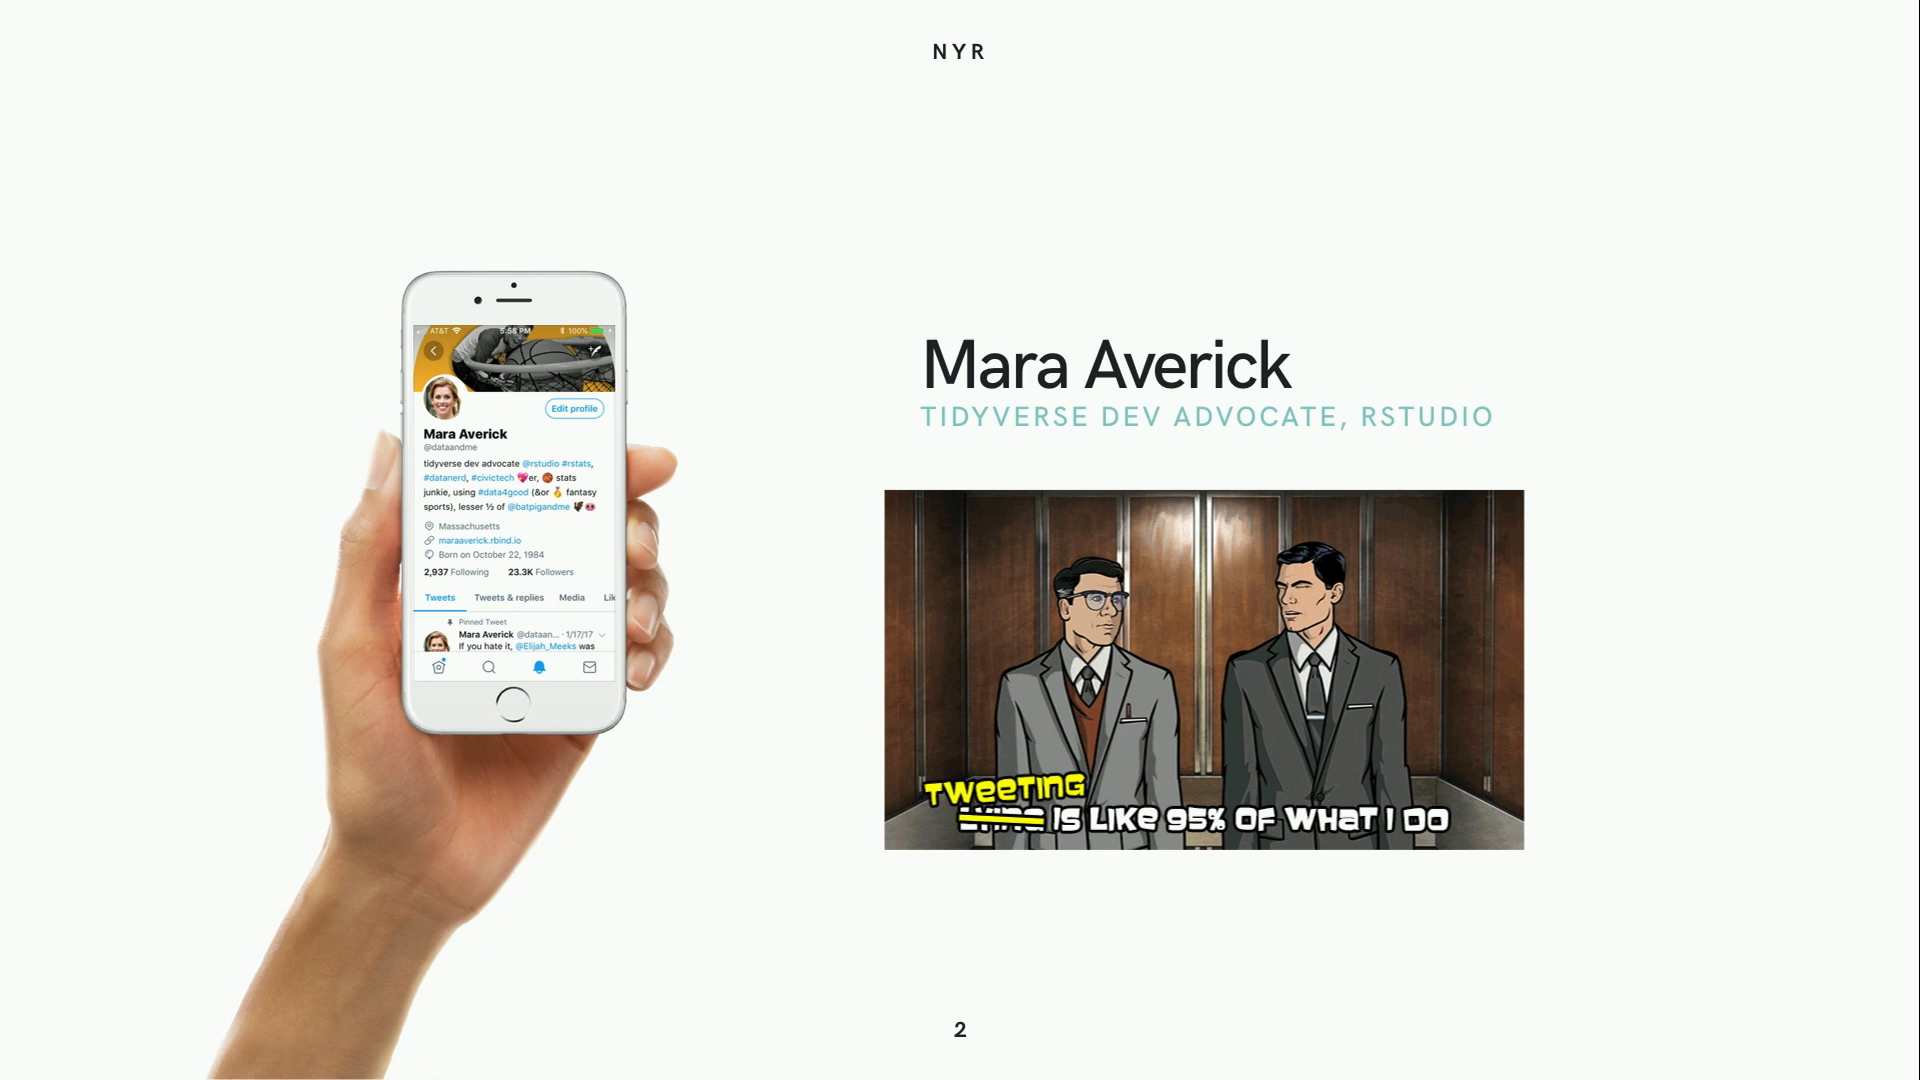 NYR
AT&T 5:58 PM 100%
Edit profile
Mara Averick
@dataandme
tidyverse dev advocate @rstudio #rstats,
#datanerd, #civictech 💖er, 🏀 stats
junkie, using #data4good (&or 🏅 fantasy
sports), lesser ½ of @batpigandme 🦇🐽
Massachusetts
maraaverick.rbind.io
Born on October 22, 1984
2,937 Following 23.3K Followers
Tweets Tweets & replies Media Lik
Pinned Tweet
Mara Averick @dataan... · 1/17/17
If you hate it, @Elijah_Meeks was
Mara Averick
TIDYVERSE DEV ADVOCATE, RSTUDIO
TWEETING
LYING IS LIKE 95% OF WHAT I DO
2